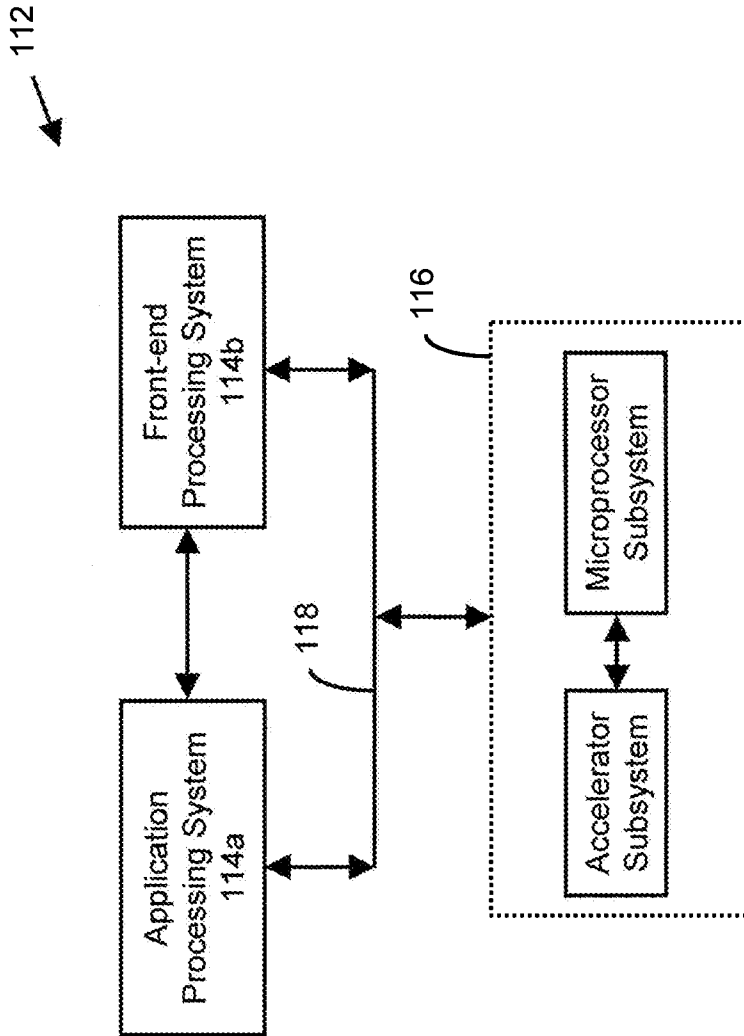 112
Application
Processing System
114a
Front-end
Processing System
114b
118
116
Accelerator
Subsystem
Microprocessor
Subsystem